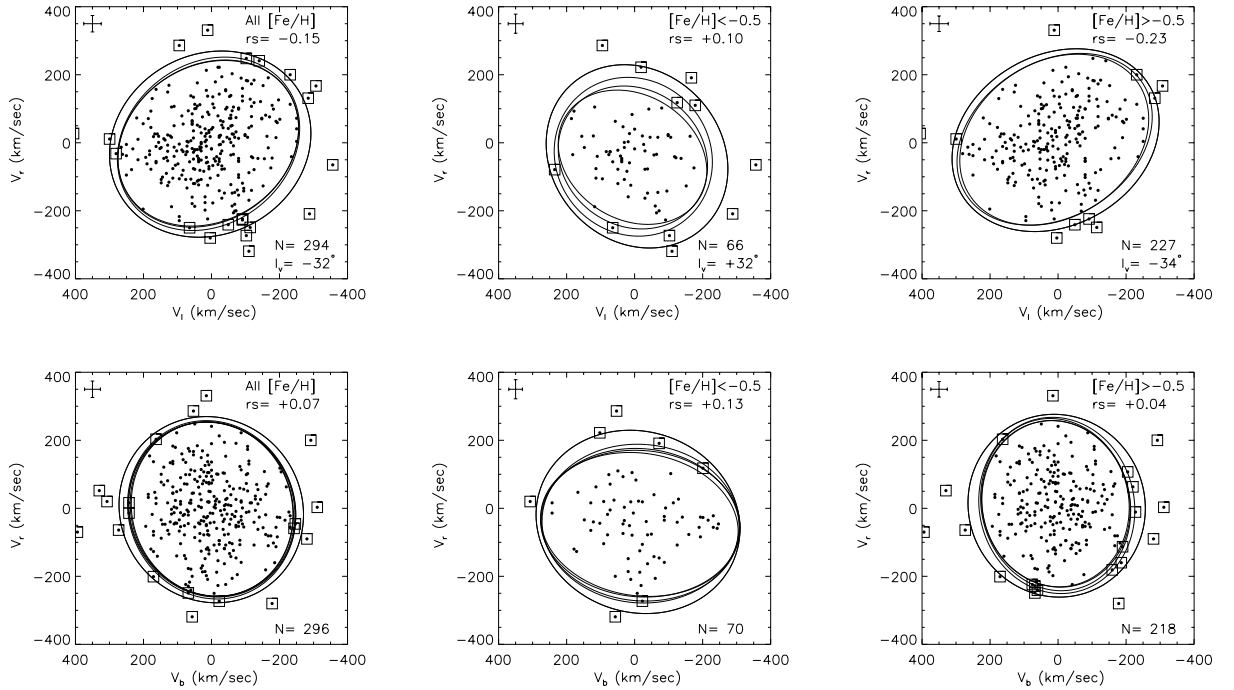 All [Fe/H]
rs= −0.15
400
200
0
−200
−400
V_r (km/sec)
N= 294
l_v= −32°
400 200 0 −200 −400
V_l (km/sec)
[Fe/H]<−0.5
rs= +0.10
400
200
0
−200
−400
V_r (km/sec)
N= 66
l_v= +32°
400 200 0 −200 −400
V_l (km/sec)
[Fe/H]>−0.5
rs= −0.23
400
200
0
−200
−400
V_r (km/sec)
N= 227
l_v= −34°
400 200 0 −200 −400
V_l (km/sec)
All [Fe/H]
rs= +0.07
400
200
0
−200
−400
V_r (km/sec)
N= 296
400 200 0 −200 −400
V_b (km/sec)
[Fe/H]<−0.5
rs= +0.13
400
200
0
−200
−400
V_r (km/sec)
N= 70
400 200 0 −200 −400
V_b (km/sec)
[Fe/H]>−0.5
rs= +0.04
400
200
0
−200
−400
V_r (km/sec)
N= 218
400 200 0 −200 −400
V_b (km/sec)